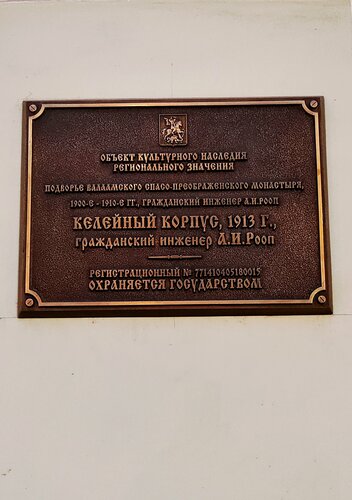 ОБЪЕКТ КУЛЬТУРНОГО НАСЛЕДИЯ
РЕГИОНАЛЬНОГО ЗНАЧЕНИЯ
ПОДВОРЬЕ ВАЛААМСКОГО СПАСО-ПРЕОБРАЖЕНСКОГО МОНАСТЫРЯ,
1900-Е - 1910-Е ГГ., ГРАЖДАНСКИЙ ИНЖЕНЕР А.И.РООП
КЕЛЕЙНЫЙ КОРПУС, 1913 Г.,
ГРАЖДАНСКИЙ ИНЖЕНЕР А.И.РООП
РЕГИСТРАЦИОННЫЙ № 771410405180015
ОХРАНЯЕТСЯ ГОСУДАРСТВОМ